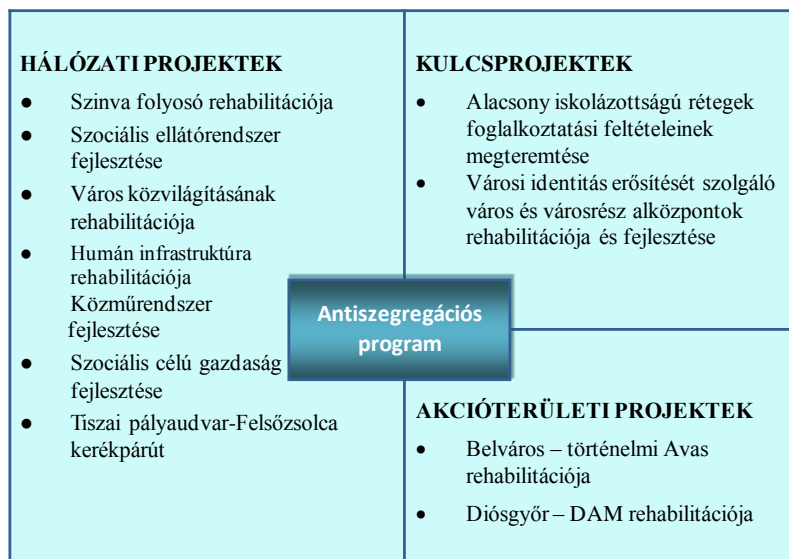 HÁLÓZATI PROJEKTEK
● Szinva folyosó rehabilitációja
● Szociális ellátórendszer
fejlesztése
● Város közvilágításának
rehabilitációja
● Humán infrastruktúra
rehabilitációja
Közműrendszer
fejlesztése
● Szociális célú gazdaság
fejlesztése
● Tiszai pályaudvar-Felsőzsolca
kerékpárút
KULCSPROJEKTEK
● Alacsony iskolázottságú rétegek
foglalkoztatási feltételeinek
megteremtése
● Városi identitás erősítését szolgáló
város és városrész alközpontok
rehabilitációja és fejlesztése
Antiszegregációs
program
AKCIÓTERÜLETI PROJEKTEK
● Belváros – történelmi Avas
rehabilitációja
● Diósgyőr – DAM rehabilitációja